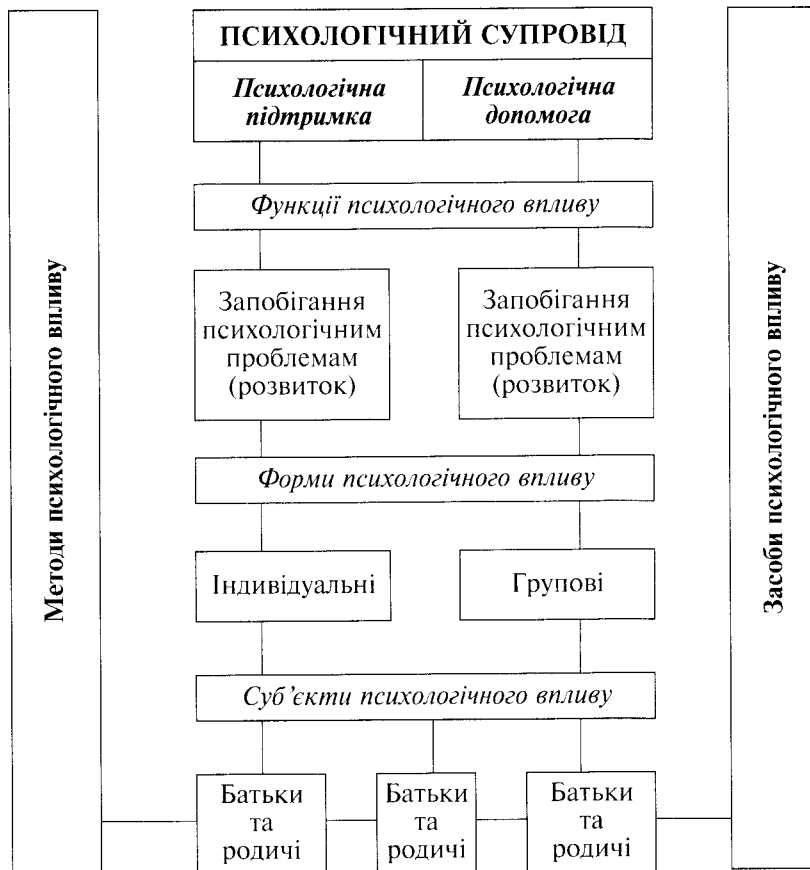 ПСИХОЛОГІЧНИЙ СУПРОВІД
Психологічна
підтримка
Психологічна
допомога
Функції психологічного впливу
Запобігання
психологічним
проблемам
(розвиток)
Запобігання
психологічним
проблемам
(розвиток)
Форми психологічного впливу
Індивідуальні
Групові
Суб’єкти психологічного впливу
Батьки
та
родичі
Батьки
та
родичі
Батьки
та
родичі
Методи психологічного впливу
Засоби психологічного впливу